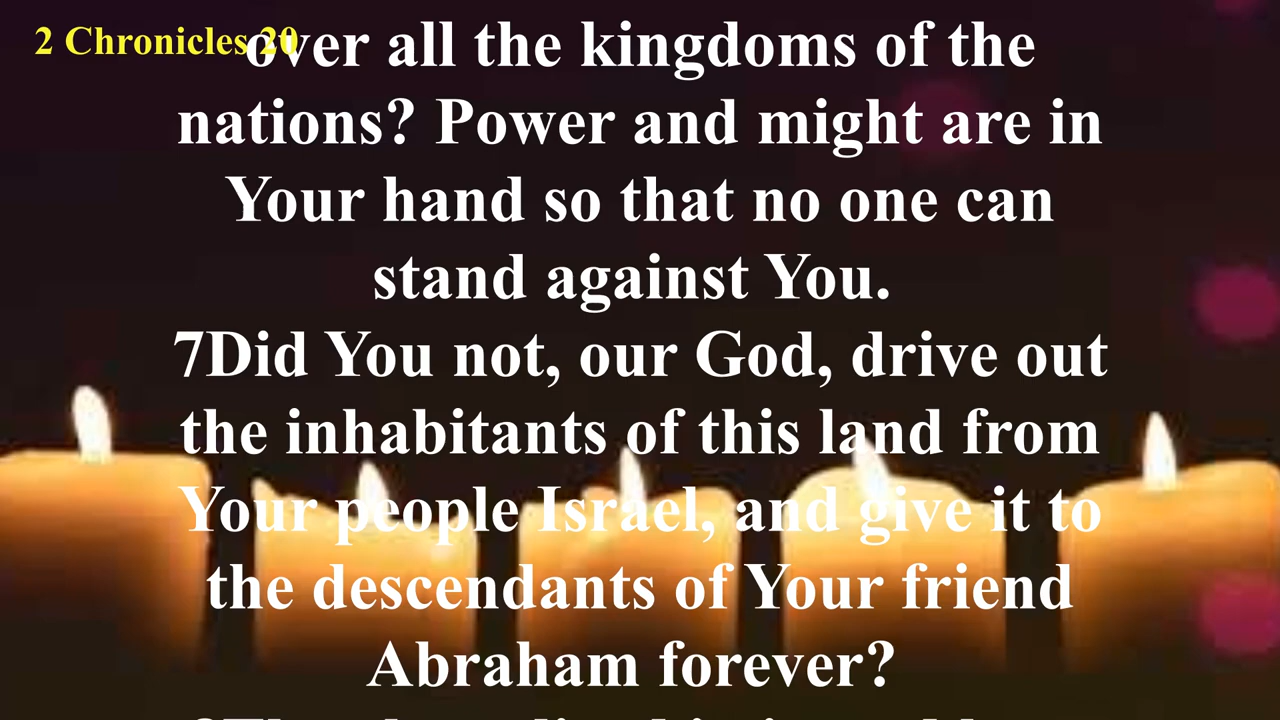 2 Chronicles 20
over all the kingdoms of the
nations? Power and might are in
Your hand so that no one can
stand against You.
7Did You not, our God, drive out
the inhabitants of this land from
Your people Israel, and give it to
the descendants of Your friend
Abraham forever?